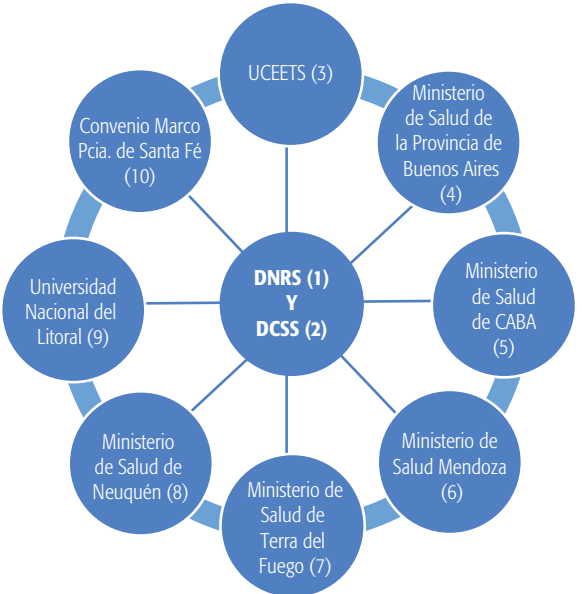 UCEETS (3)
Ministerio
de Salud de
la Provincia de
Buenos Aires
(4)
Ministerio
de Salud
de CABA
(5)
Ministerio de
Salud Mendoza
(6)
Ministerio de
Salud de
Terra del
Fuego (7)
Ministerio
de Salud de
Neuquén (8)
Universidad
Nacional del
Litoral (9)
Convenio Marco
Pcia. de Santa Fé
(10)
DNRS (1)
Y
DCSS (2)